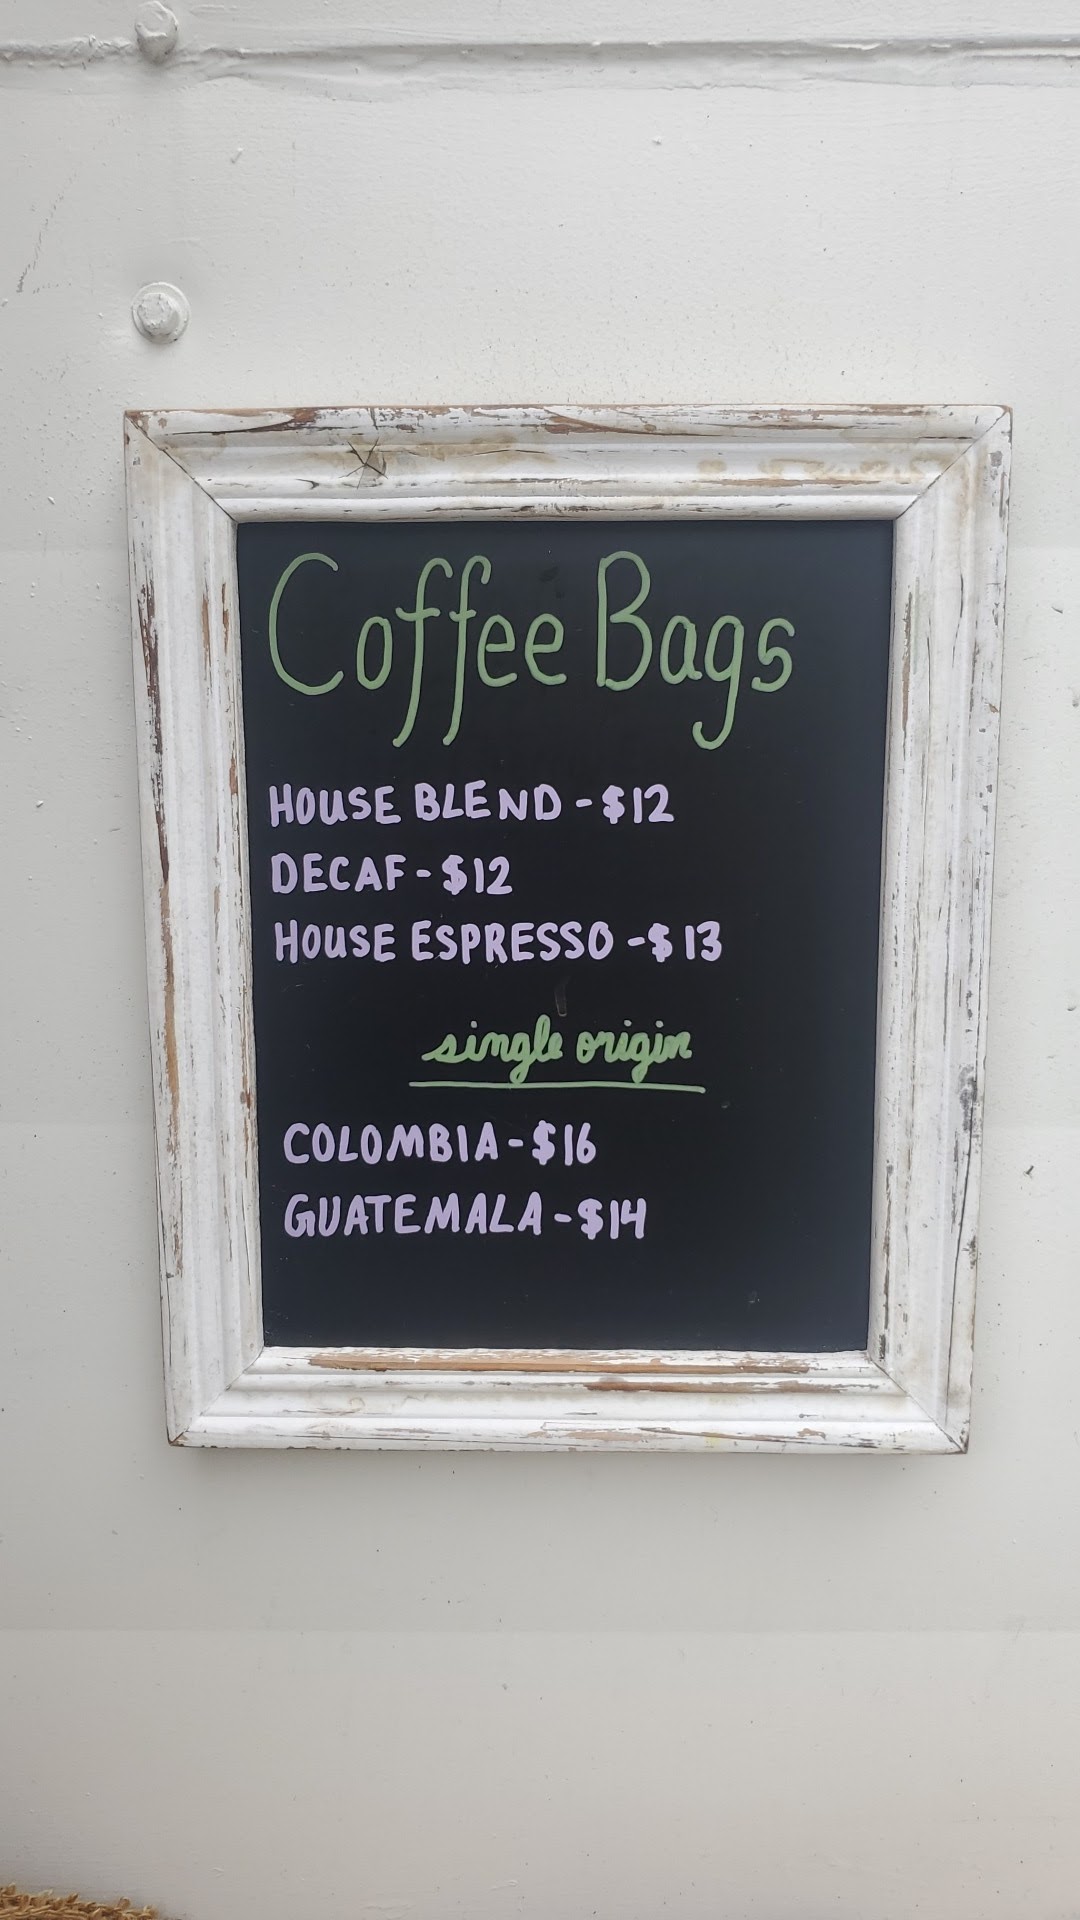 Coffee Bags
HOUSE BLEND - $12
DECAF - $12
HOUSE ESPRESSO - $13
single origin
COLOMBIA - $16
GUATEMALA - $14